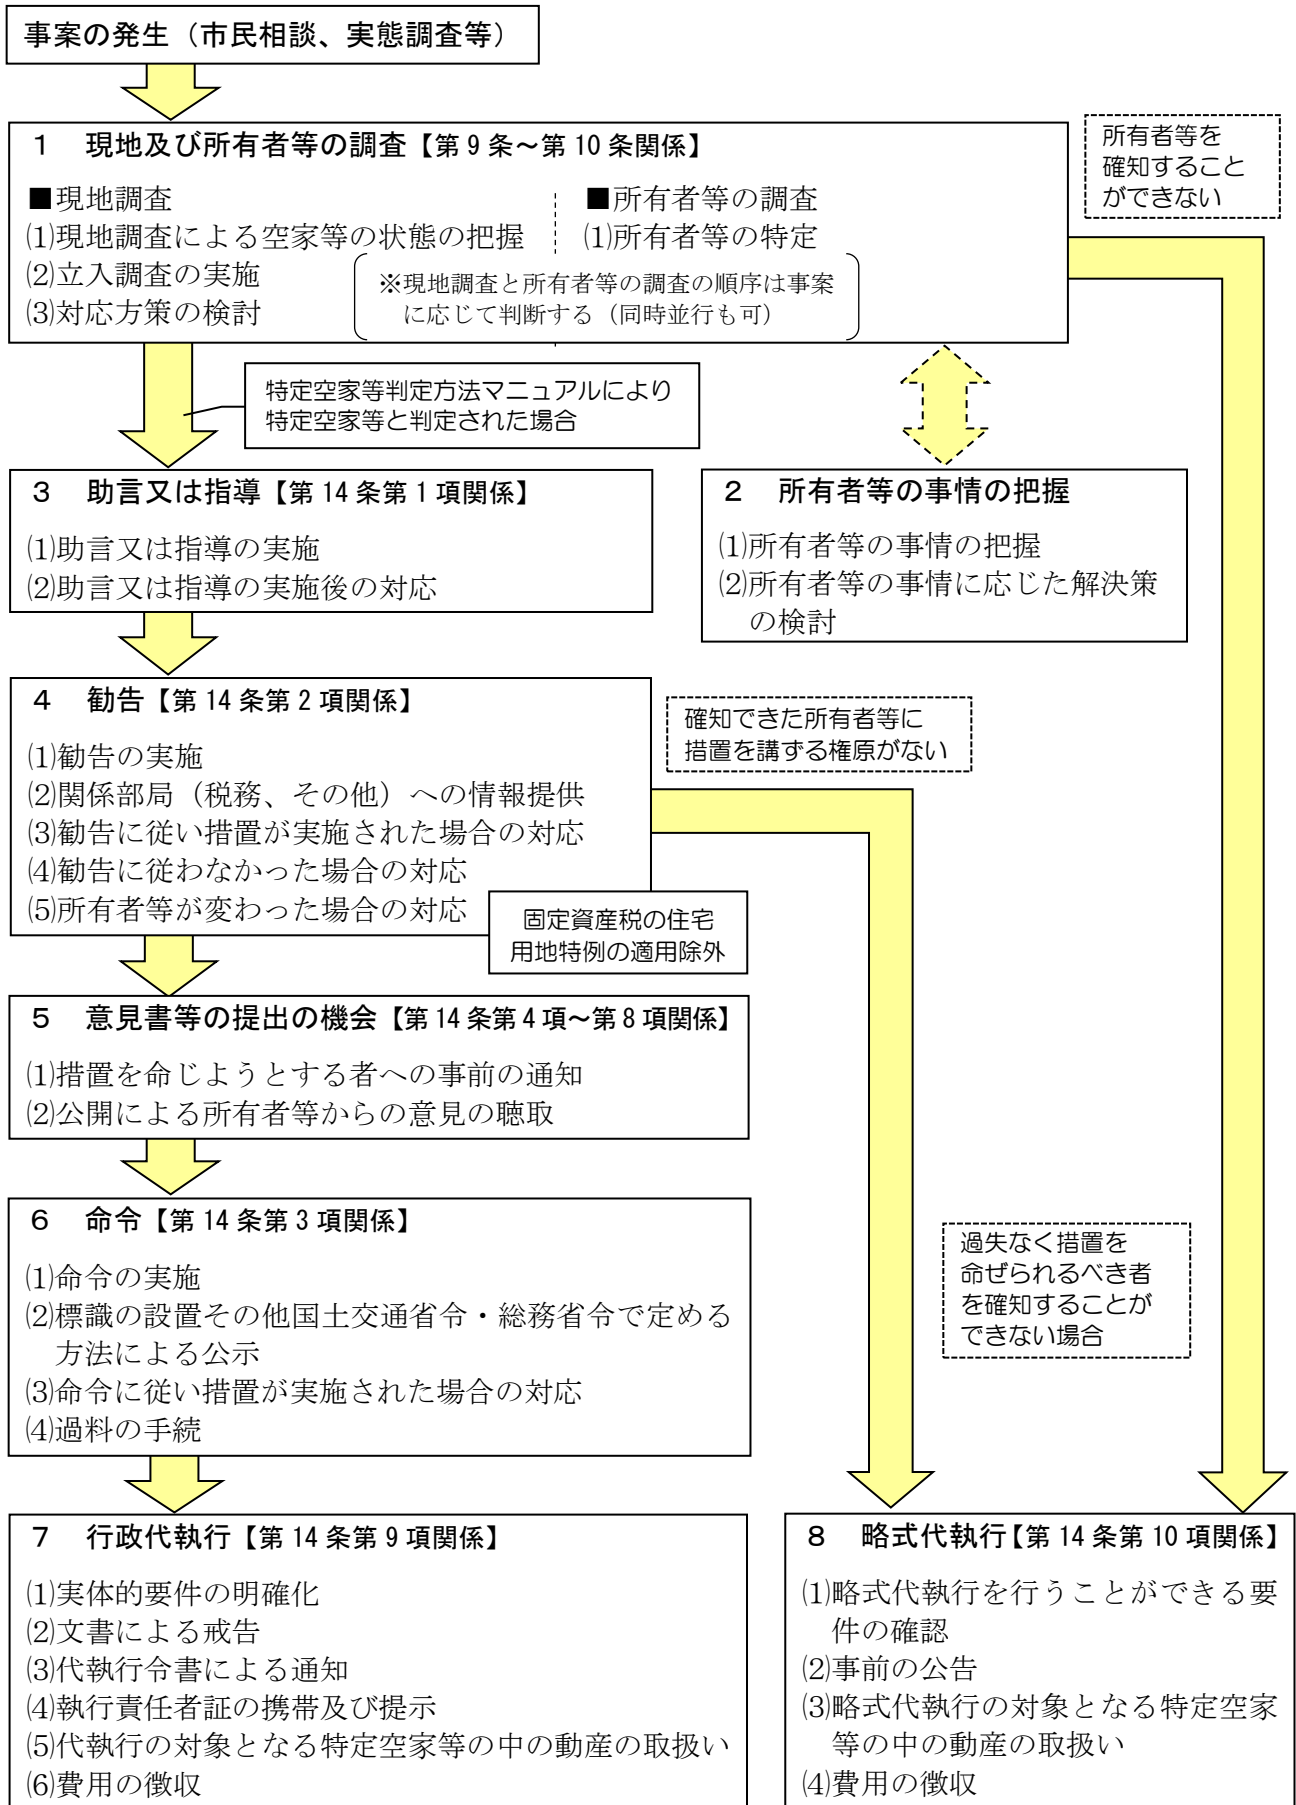 事案の発生（市民相談、実態調査等）
１　現地及び所有者等の調査【第９条～第10条関係】
■現地調査
⑴現地調査による空家等の状態の把握
⑵立入調査の実施
⑶対応方策の検討
■所有者等の調査
⑴所有者等の特定
※現地調査と所有者等の調査の順序は事案
に応じて判断する（同時並行も可）
所有者等を
確知すること
ができない
特定空家等判定方法マニュアルにより
特定空家等と判定された場合
２　所有者等の事情の把握
⑴所有者等の事情の把握
⑵所有者等の事情に応じた解決策
の検討
３　助言又は指導【第14条第１項関係】
⑴助言又は指導の実施
⑵助言又は指導の実施後の対応
４　勧告【第14条第２項関係】
⑴勧告の実施
⑵関係部局（税務、その他）への情報提供
⑶勧告に従い措置が実施された場合の対応
⑷勧告に従わなかった場合の対応
⑸所有者等が変わった場合の対応
固定資産税の住宅
用地特例の適用除外
確知できた所有者等に
措置を講ずる権原がない
５　意見書等の提出の機会【第14条第４項～第８項関係】
⑴措置を命じようとする者への事前の通知
⑵公開による所有者等からの意見の聴取
６　命令【第14条第３項関係】
⑴命令の実施
⑵標識の設置その他国土交通省令・総務省令で定める
方法による公示
⑶命令に従い措置が実施された場合の対応
⑷過料の手続
過失なく措置を
命ぜられるべき者
を確知することが
できない場合
７　行政代執行【第14条第９項関係】
⑴実体的要件の明確化
⑵文書による戒告
⑶代執行令書による通知
⑷執行責任者証の携帯及び提示
⑸代執行の対象となる特定空家等の中の動産の取扱い
⑹費用の徴収
８　略式代執行【第14条第10項関係】
⑴略式代執行を行うことができる要
件の確認
⑵事前の公告
⑶略式代執行の対象となる特定空家
等の中の動産の取扱い
⑷費用の徴収